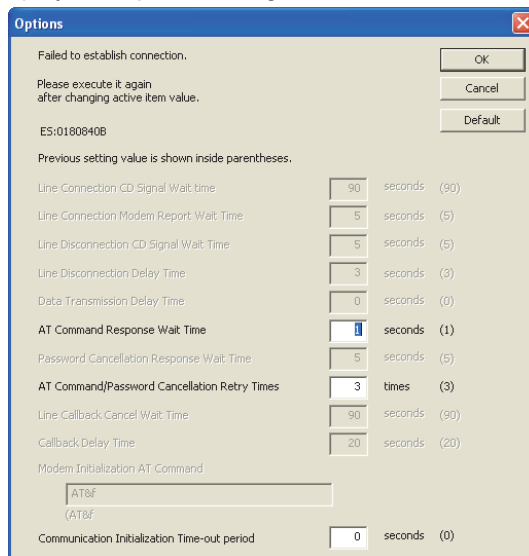 Options
Failed to establish connection.
OK
Please execute it again
after changing active item value.
Cancel
Default
ES:0180840B
Previous setting value is shown inside parentheses.
Line Connection CD Signal Wait time 90 seconds (90)
Line Connection Modem Report Wait Time 5 seconds (5)
Line Disconnection CD Signal Wait Time 5 seconds (5)
Line Disconnection Delay Time 3 seconds (3)
Data Transmission Delay Time 0 seconds (0)
AT Command Response Wait Time 1 seconds (1)
Password Cancellation Response Wait Time 5 seconds (5)
AT Command/Password Cancellation Retry Times 3 times (3)
Line Callback Cancel Wait Time 90 seconds (90)
Callback Delay Time 20 seconds (20)
Modem Initialization AT Command
AT&f
(AT&f
Communication Initialization Time-out period 0 seconds (0)